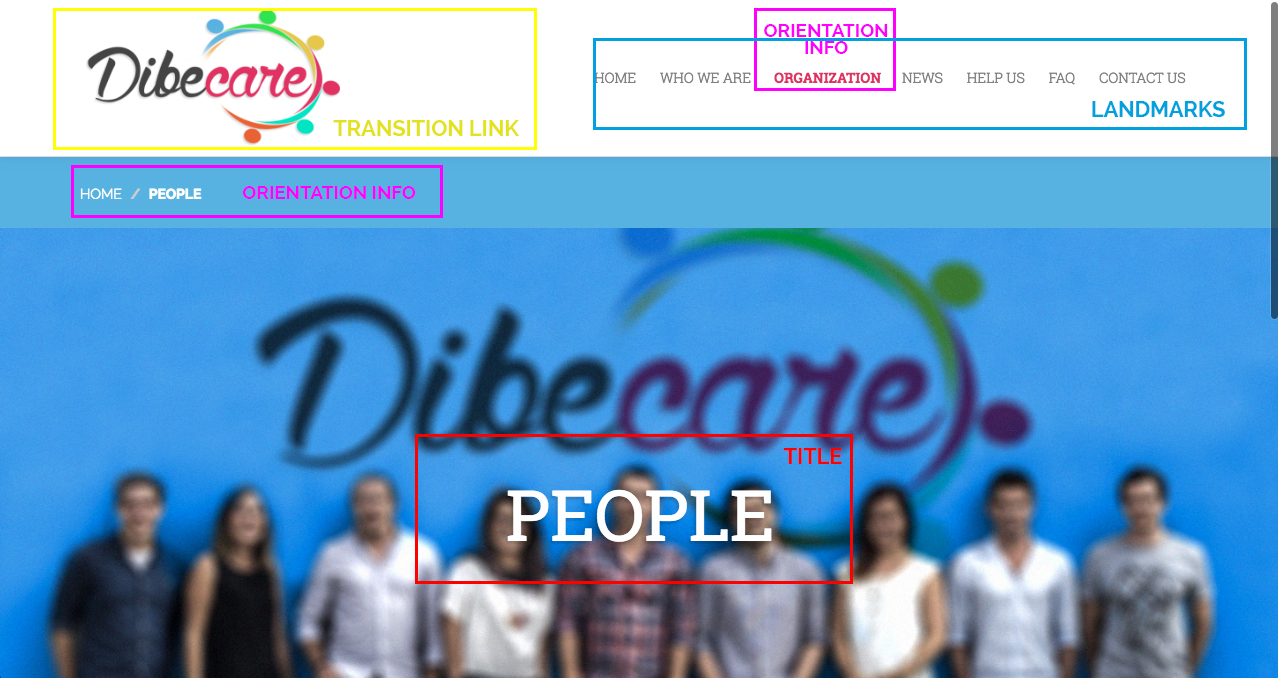 Dibecare
TRANSITION LINK
ORIENTATION
INFO
HOME WHO WE ARE ORGANIZATION NEWS HELP US FAQ CONTACT US
LANDMARKS
HOME / PEOPLE ORIENTATION INFO
Dibecare
TITLE
PEOPLE